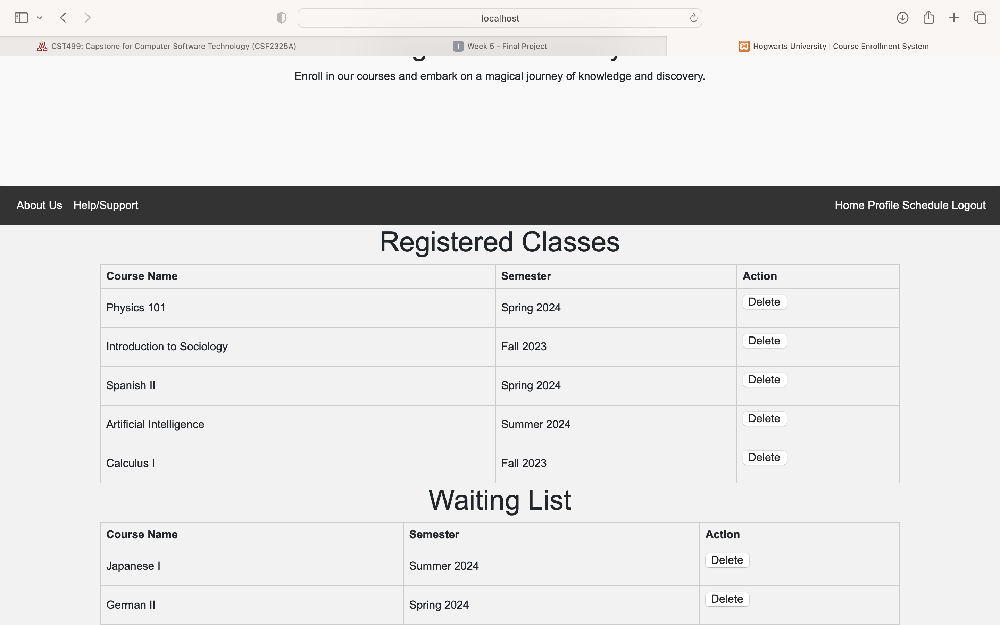 localhost
CST499: Capstone for Computer Software Technology (CSF2325A)
I Week 5 - Final Project
Hogwarts University | Course Enrollment System
Enroll in our courses and embark on a magical journey of knowledge and discovery.
About Us Help/Support Home Profile Schedule Logout
Registered Classes
Course Name Semester Action
Physics 101 Spring 2024 Delete
Introduction to Sociology Fall 2023 Delete
Spanish II Spring 2024 Delete
Artificial Intelligence Summer 2024 Delete
Calculus I Fall 2023 Delete
Waiting List
Course Name Semester Action
Japanese I Summer 2024 Delete
German II Spring 2024 Delete